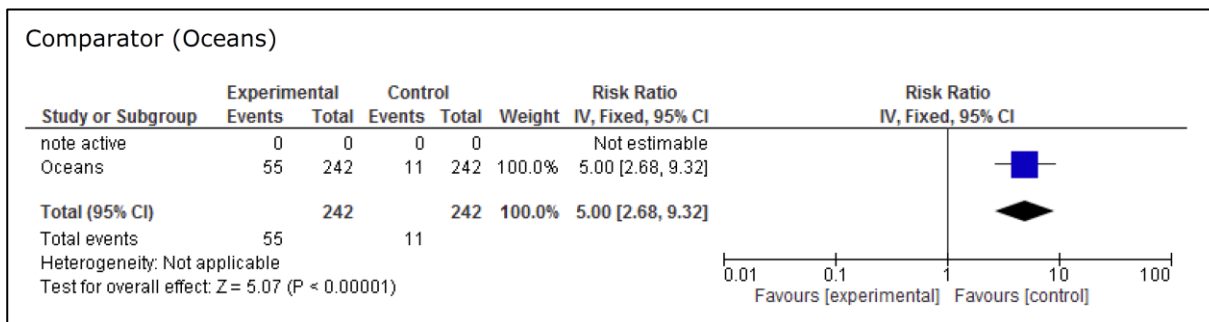 Comparator (Oceans)
Experimental Control Risk Ratio Risk Ratio
Study or Subgroup Events Total Events Total Weight IV, Fixed, 95% CI IV, Fixed, 95% CI
note active 0 0 0 0 Not estimable
Oceans 55 242 11 242 100.0% 5.00 [2.68, 9.32]
Total (95% CI) 242 242 100.0% 5.00 [2.68, 9.32]
Total events 55 11
Heterogeneity: Not applicable
Test for overall effect: Z = 5.07 (P < 0.00001)
0.01 0.1 1 10 100
Favours [experimental] Favours [control]